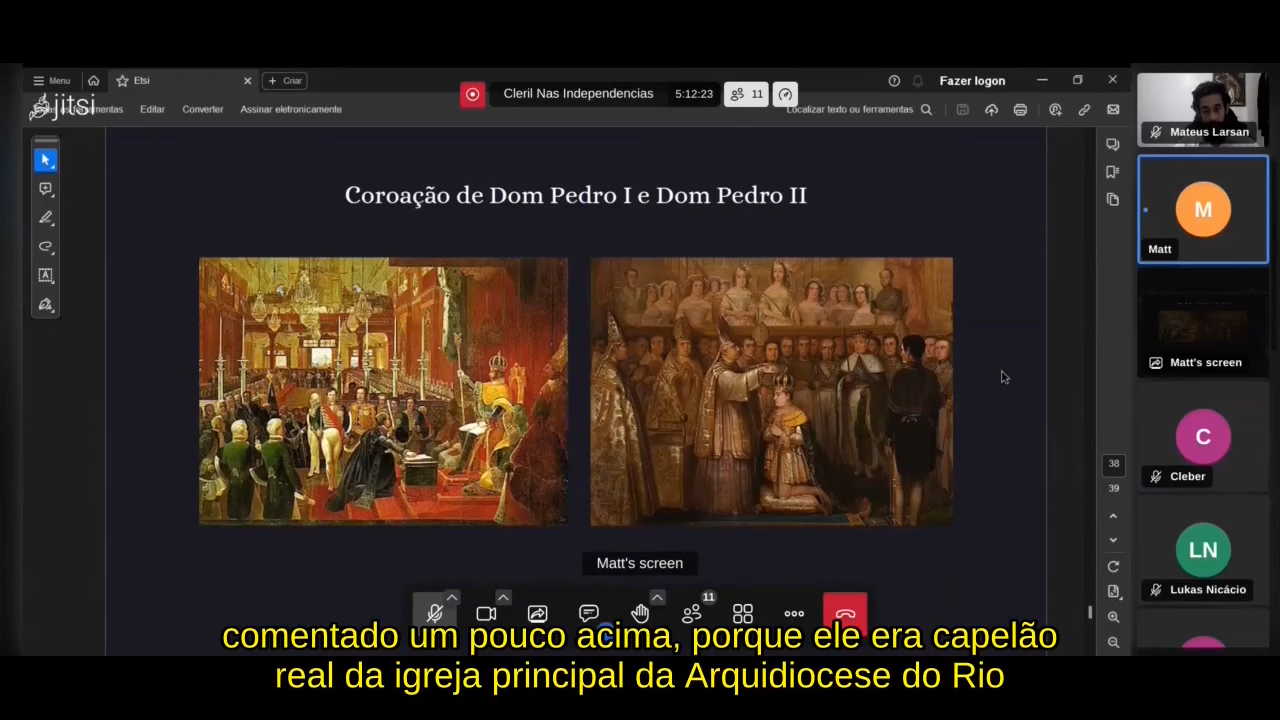 Menu
Etsi
Criar
Cleril Nas Independencias
5:12:23
11
Fazer logon
jitsi
Editar
Converter
Assinar eletronicamente
Localizar texto ou ferramentas
Mateus Larsan
Coroação de Dom Pedro I e Dom Pedro II
M
Matt
Matt's screen
C
Cleber
38
39
LN
Lukas Nicácio
Matt's screen
11
comentado um pouco acima, porque ele era capelão
real da igreja principal da Arquidiocese do Rio